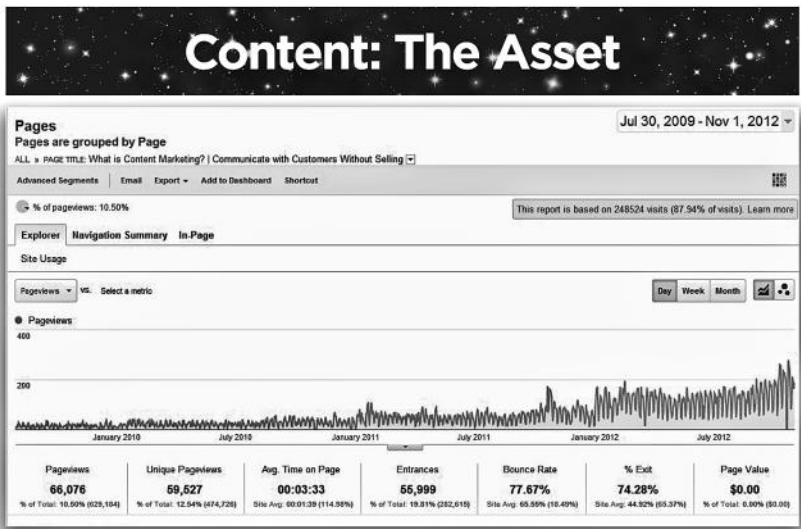 Content: The Asset
Pages
Jul 30, 2009 - Nov 1, 2012
Pages are grouped by Page
ALL » PAGE TITLE: What is Content Marketing? | Communicate with Customers Without Selling
Advanced Segments Email Export Add to Dashboard Shortcut
% of pageviews: 10.50%
This report is based on 248524 visits (87.94% of visits). Learn more
Explorer Navigation Summary In-Page
Site Usage
Pageviews vs. Select a metric
Day Week Month
Pageviews
400
200
January 2010 July 2010 January 2011 July 2011 January 2012 July 2012
Pageviews Unique Pageviews Avg. Time on Page Entrances Bounce Rate % Exit Page Value
66,076 59,527 00:03:33 55,999 77.67% 74.28% $0.00
% of Total: 10.50% (629,184) % of Total: 12.54% (474,726) Site Avg: 00:01:39 (114.98%) % of Total: 19.81% (282,615) Site Avg: 65.55% (18.49%) Site Avg: 44.92% (65.37%) % of Total: 0.00% ($0.00)